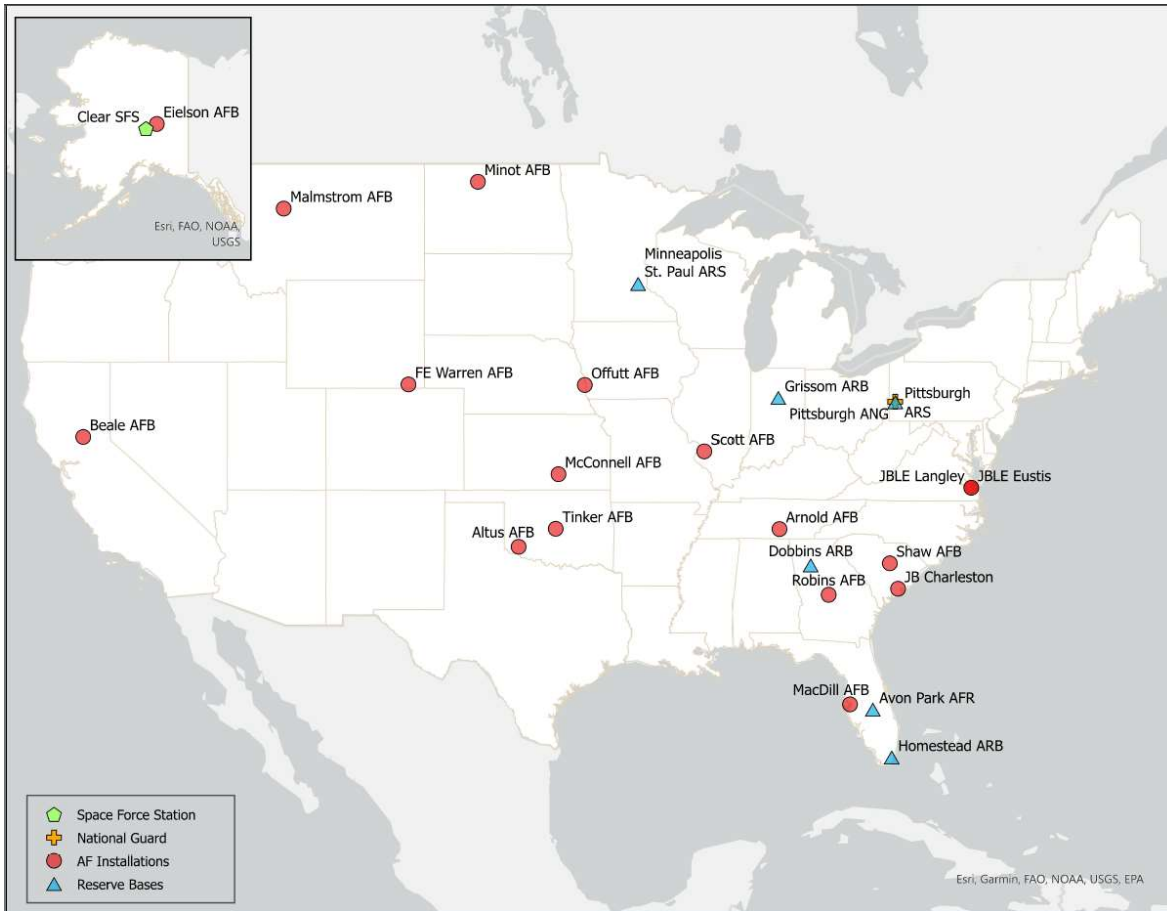 Clear SFS
Eielson AFB
Esri, FAO, NOAA,
USGS
Minot AFB
Malmstrom AFB
Minneapolis
St. Paul ARS
FE Warren AFB
Offutt AFB
Grissom ARB
Pittsburgh
ARS
Pittsburgh ANG
Beale AFB
Scott AFB
McConnell AFB
JBLE Langley
JBLE Eustis
Tinker AFB
Altus AFB
Arnold AFB
Dobbins ARB
Shaw AFB
Robins AFB
JB Charleston
MacDill AFB
Avon Park AFR
Homestead ARB
Space Force Station
National Guard
AF Installations
Reserve Bases
Esri, Garmin, FAO, NOAA, USGS, EPA